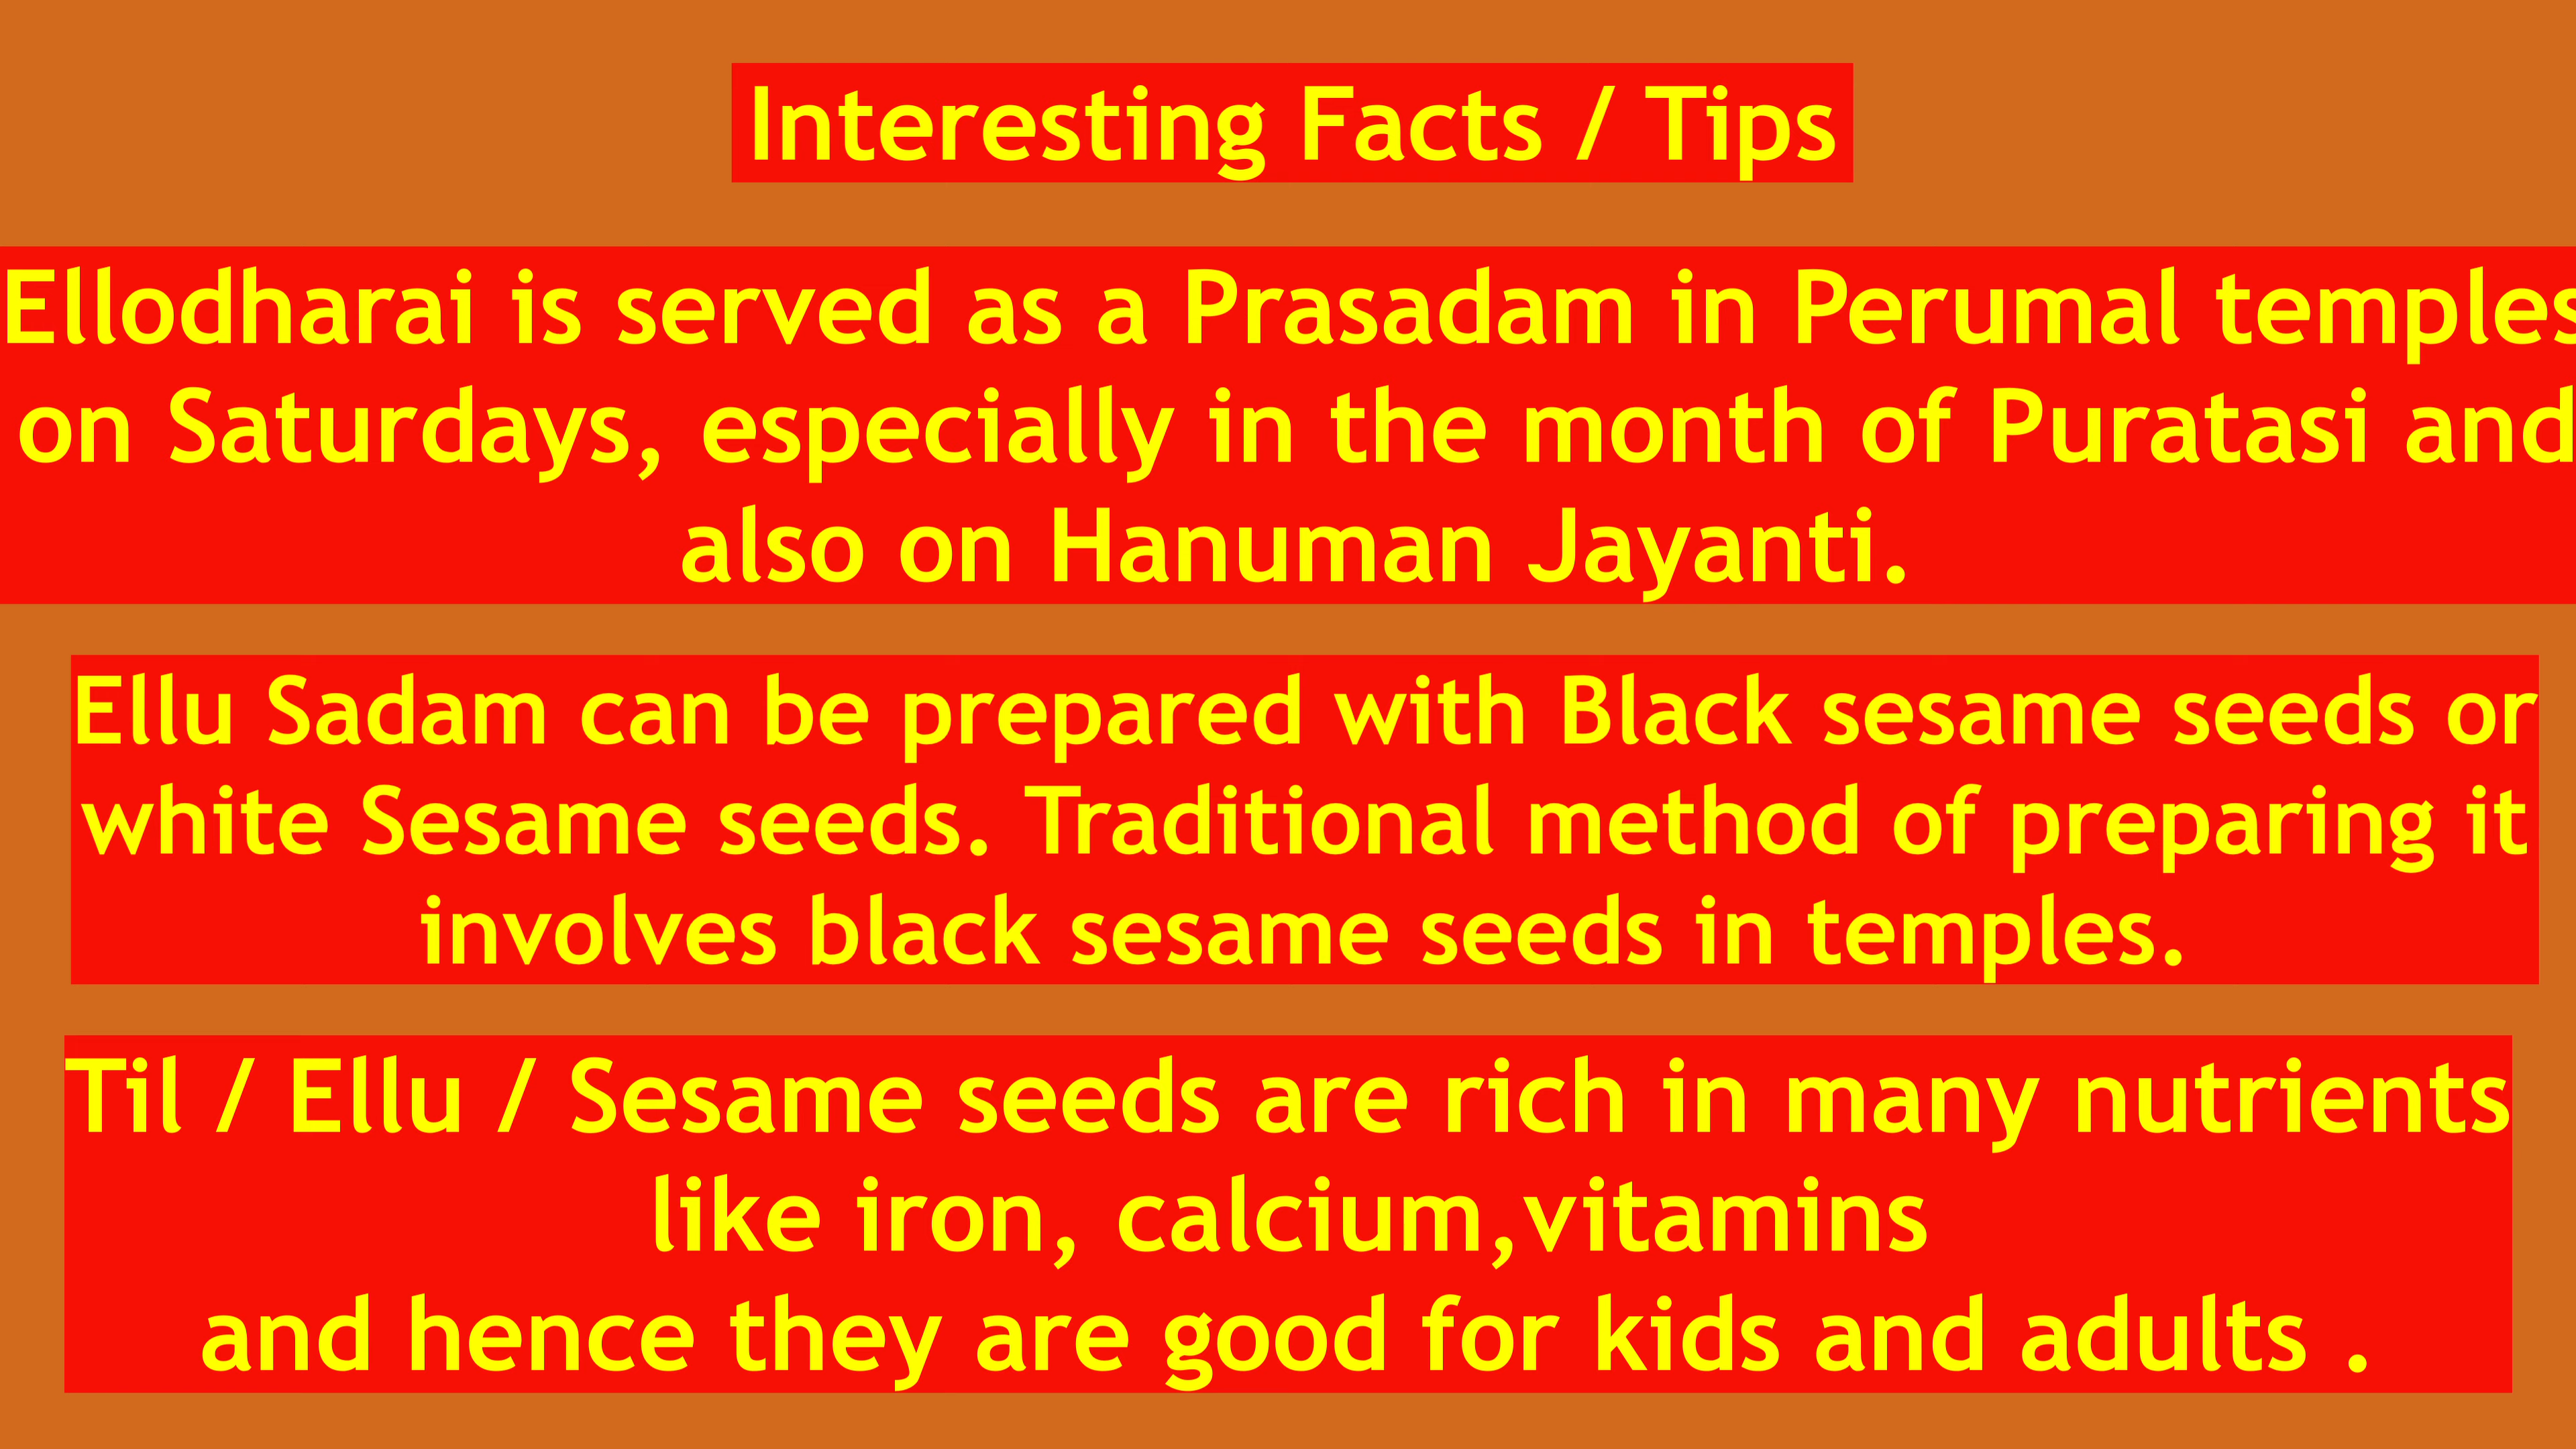 Interesting Facts / Tips
Ellodharai is served as a Prasadam in Perumal temples
on Saturdays, especially in the month of Puratasi and
also on Hanuman Jayanti.
Ellu Sadam can be prepared with Black sesame seeds or
white Sesame seeds. Traditional method of preparing it
involves black sesame seeds in temples.
Til / Ellu / Sesame seeds are rich in many nutrients
like iron, calcium,vitamins
and hence they are good for kids and adults .